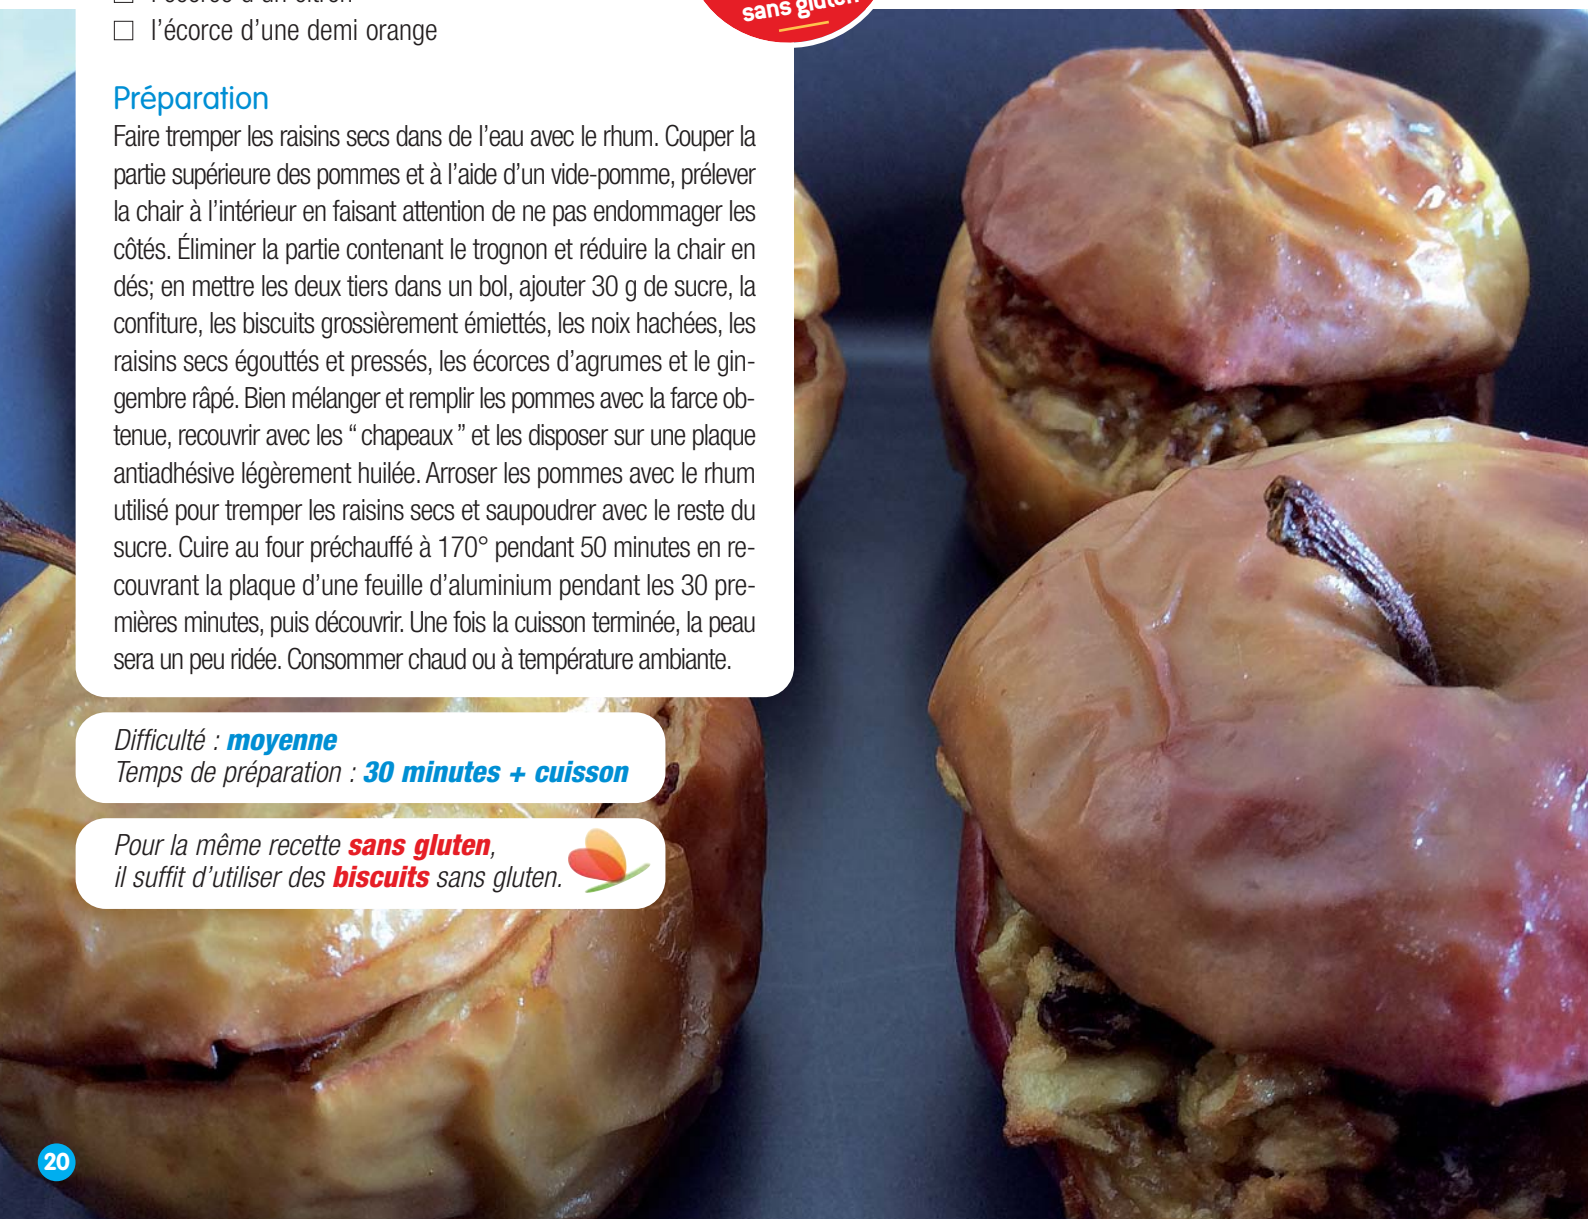 l'écorce d'un citron
□ l'écorce d'une demi orange
sans gluten
Préparation
Faire tremper les raisins secs dans de l'eau avec le rhum. Couper la
partie supérieure des pommes et à l'aide d'un vide-pomme, prélever
la chair à l'intérieur en faisant attention de ne pas endommager les
côtés. Éliminer la partie contenant le trognon et réduire la chair en
dés; en mettre les deux tiers dans un bol, ajouter 30 g de sucre, la
confiture, les biscuits grossièrement émiettés, les noix hachées, les
raisins secs égouttés et pressés, les écorces d'agrumes et le gin-
gembre râpé. Bien mélanger et remplir les pommes avec la farce ob-
tenue, recouvrir avec les “ chapeaux ” et les disposer sur une plaque
antiadhésive légèrement huilée. Arroser les pommes avec le rhum
utilisé pour tremper les raisins secs et saupoudrer avec le reste du
sucre. Cuire au four préchauffé à 170° pendant 50 minutes en re-
couvrant la plaque d'une feuille d'aluminium pendant les 30 pre-
mières minutes, puis découvrir. Une fois la cuisson terminée, la peau
sera un peu ridée. Consommer chaud ou à température ambiante.
Difficulté : moyenne
Temps de préparation : 30 minutes + cuisson
Pour la même recette sans gluten,
il suffit d'utiliser des biscuits sans gluten.
20